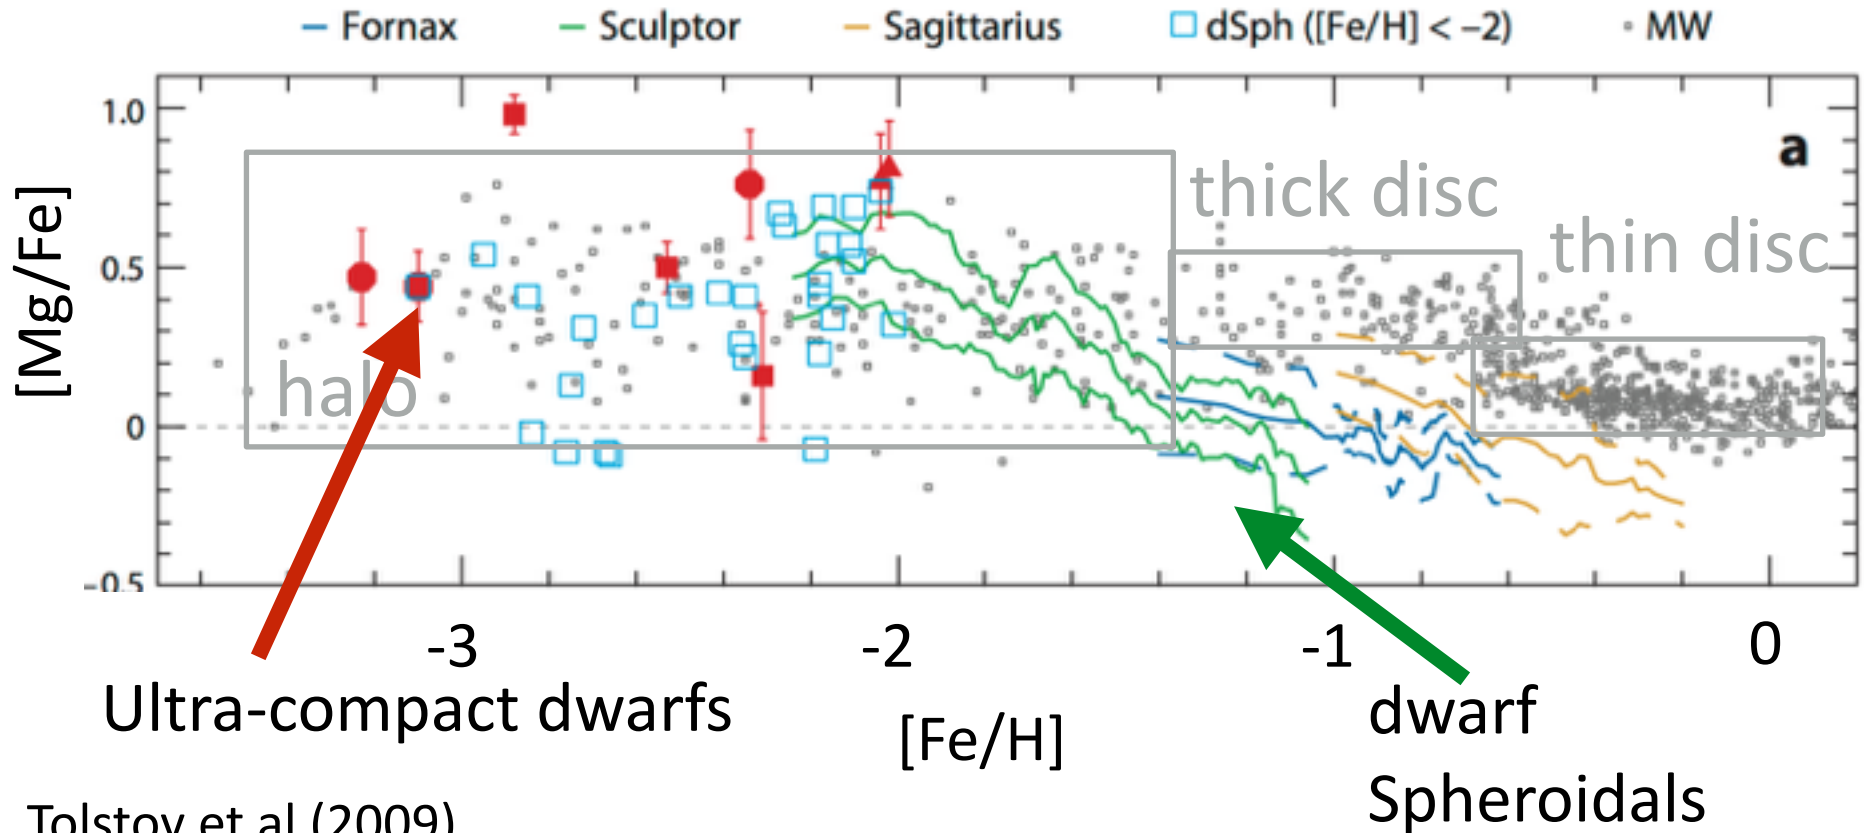 Fornax Sculptor Sagittarius dSph ([Fe/H] < –2) MW
1.0
a
thick disc
thin disc
0.5
[Mg/Fe]
halo
0
–0.5
-3 -2 -1 0
Ultra-compact dwarfs
[Fe/H]
dwarf
Spheroidals
Tolstoy et al (2009)